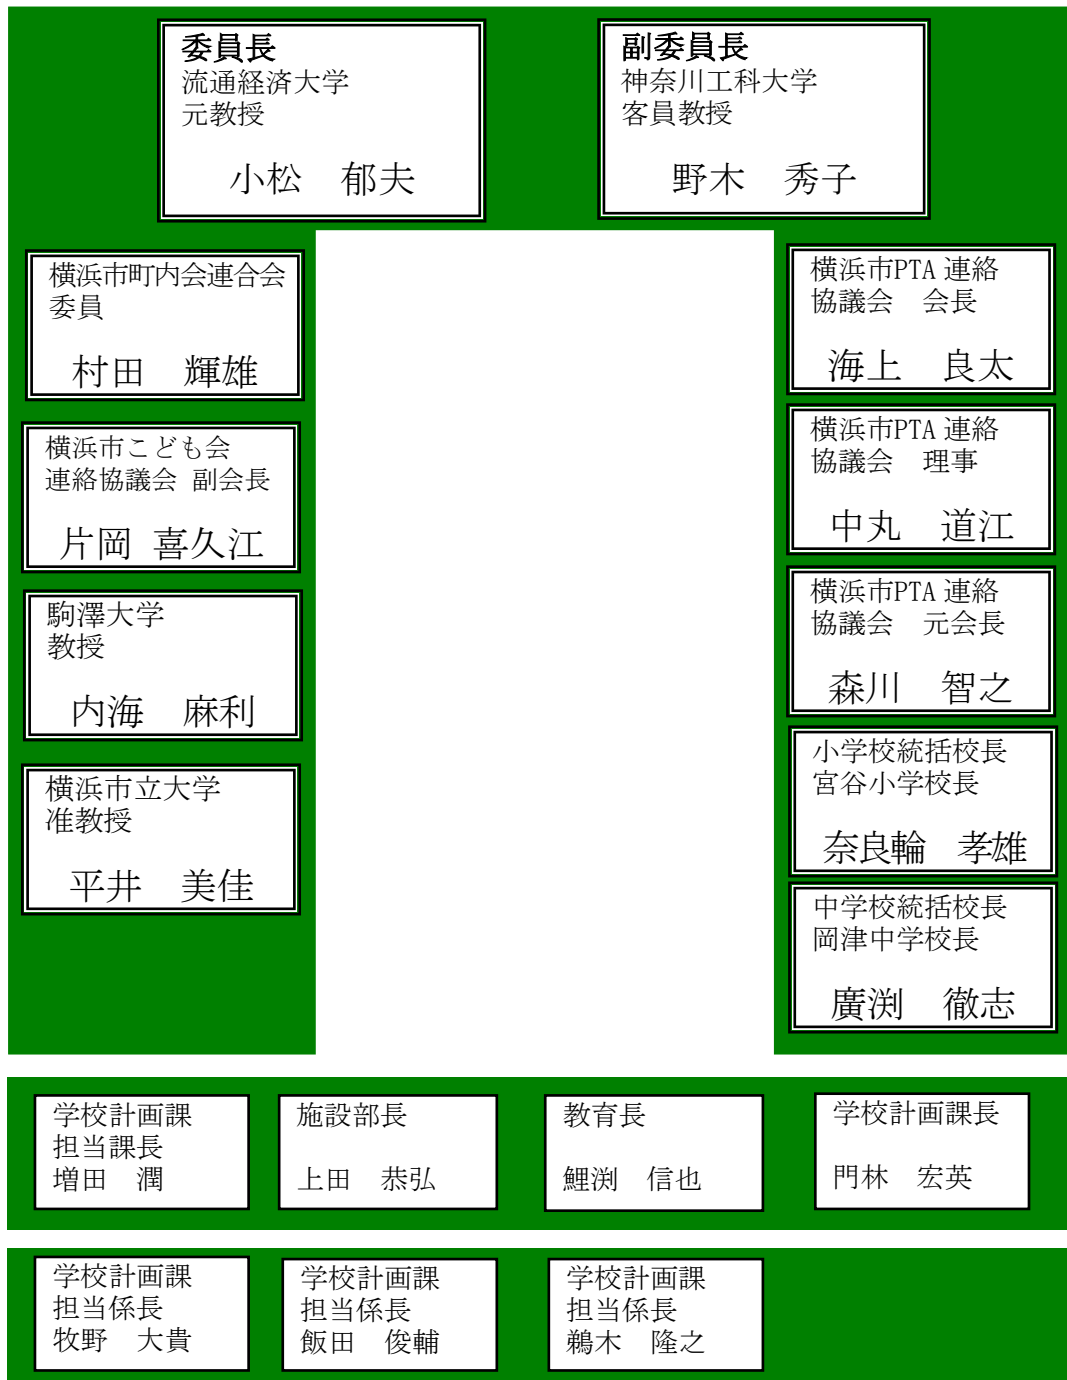 委員長
流通経済大学
元教授
小松　郁夫
副委員長
神奈川工科大学
客員教授
野木　秀子
横浜市町内会連合会
委員
村田　輝雄
横浜市こども会
連絡協議会 副会長
片岡 喜久江
駒澤大学
教授
内海　麻利
横浜市立大学
准教授
平井　美佳
横浜市PTA 連絡
協議会　会長
海上　良太
横浜市PTA 連絡
協議会　理事
中丸　道江
横浜市PTA 連絡
協議会　元会長
森川　智之
小学校統括校長
宮谷小学校長
奈良輪　孝雄
中学校統括校長
岡津中学校長
廣渕　徹志
学校計画課
担当課長
増田　潤
施設部長
上田　恭弘
教育長
鯉渕　信也
学校計画課長
門林　宏英
学校計画課
担当係長
牧野　大貴
学校計画課
担当係長
飯田　俊輔
学校計画課
担当係長
鵜木　隆之